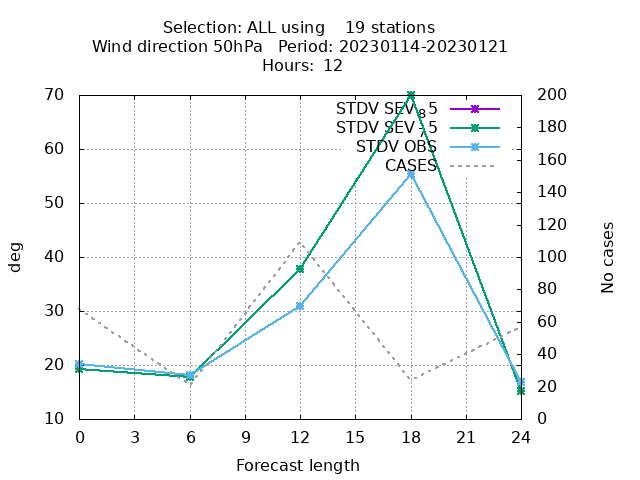 Selection: ALL using    19 stations
Wind direction 50hPa   Period: 20230114-20230121
Hours:  12
STDV SEV 8 5
STDV SEV 7 5
STDV OBS
CASES
70
60
50
40
30
20
10
deg
200
180
160
140
120
100
80
60
40
20
0
No cases
0 3 6 9 12 15 18 21 24
Forecast length